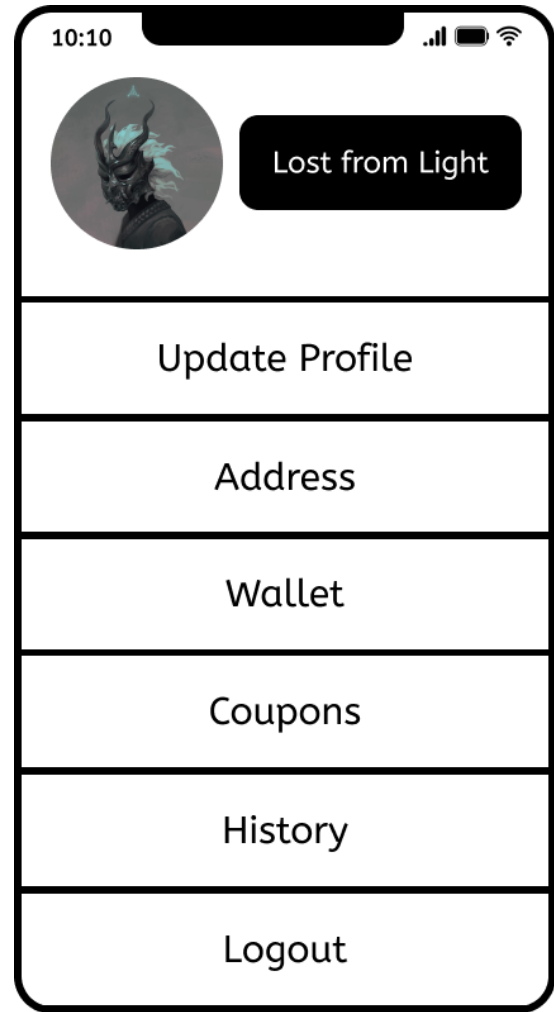 10:10
Lost from Light
Update Profile
Address
Wallet
Coupons
History
Logout